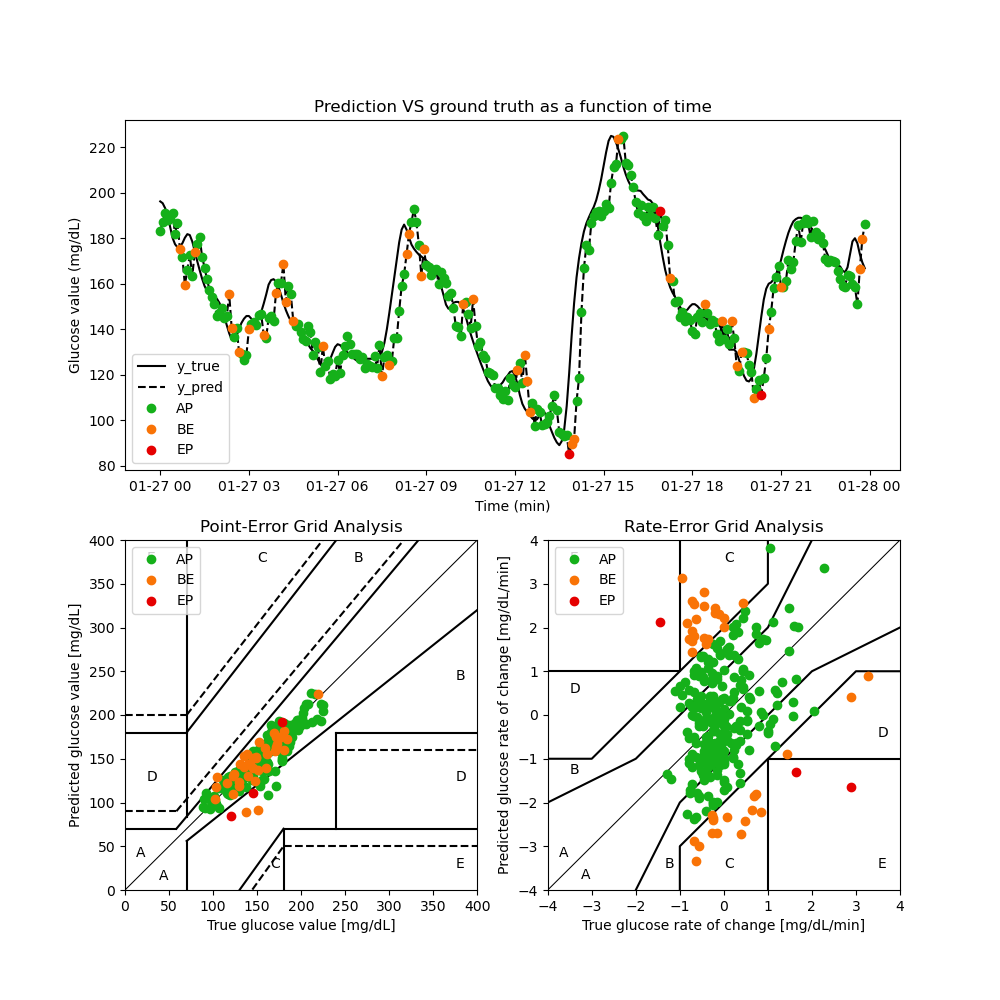 Prediction VS ground truth as a function of time
Glucose value (mg/dL)
220
200
180
160
140
120
100
80
y_true
y_pred
AP
BE
EP
01-27 00 01-27 03 01-27 06 01-27 09 01-27 12 01-27 15 01-27 18 01-27 21 01-28 00
Time (min)
Point-Error Grid Analysis
Predicted glucose value [mg/dL]
400
350
300
250
200
150
100
50
0
AP
BE
EP
C
B
B
D
D
A
A
C
E
0 50 100 150 200 250 300 350 400
True glucose value [mg/dL]
Rate-Error Grid Analysis
Predicted glucose rate of change [mg/dL/min]
4
3
2
1
0
−1
−2
−3
−4
AP
BE
EP
C
D
D
B
A
A
B
C
E
−4 −3 −2 −1 0 1 2 3 4
True glucose rate of change [mg/dL/min]